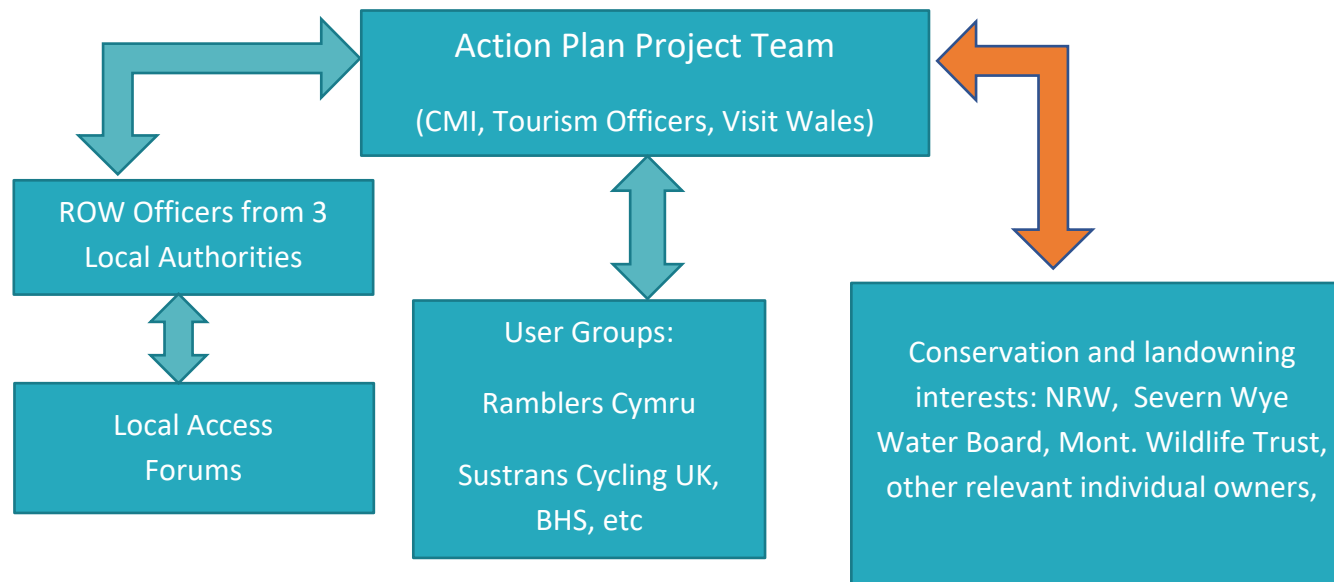 Action Plan Project Team
(CMI, Tourism Officers, Visit Wales)
ROW Officers from 3
Local Authorities
Local Access
Forums
User Groups:
Ramblers Cymru
Sustrans Cycling UK,
BHS, etc
Conservation and landowning
interests: NRW,  Severn Wye
Water Board, Mont. Wildlife Trust,
other relevant individual owners,